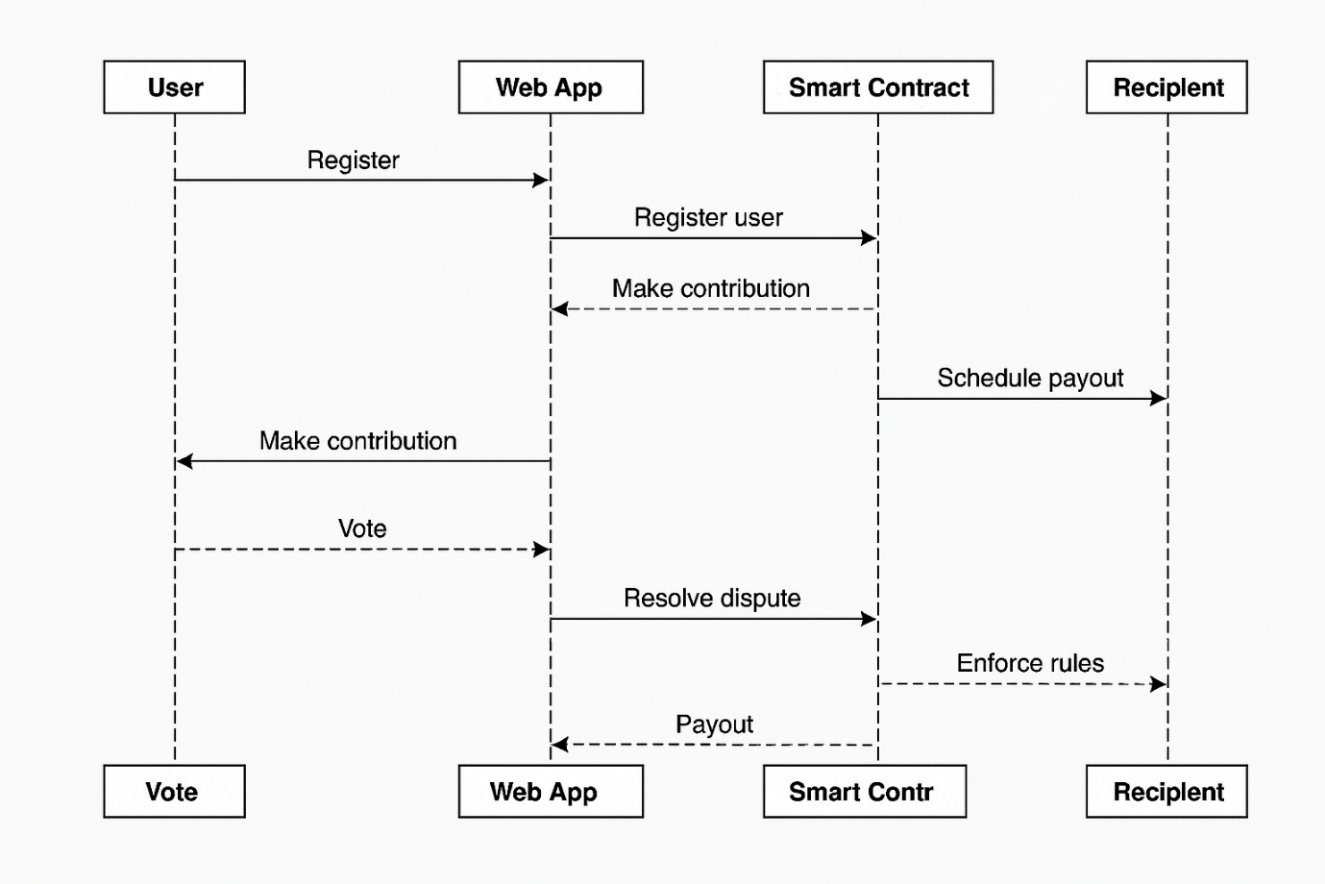 User
Web App
Smart Contract
Reciplent
Register
Register user
Make contribution
Schedule payout
Make contribution
Vote
Resolve dispute
Enforce rules
Payout
Vote
Web App
Smart Contr
Reciplent